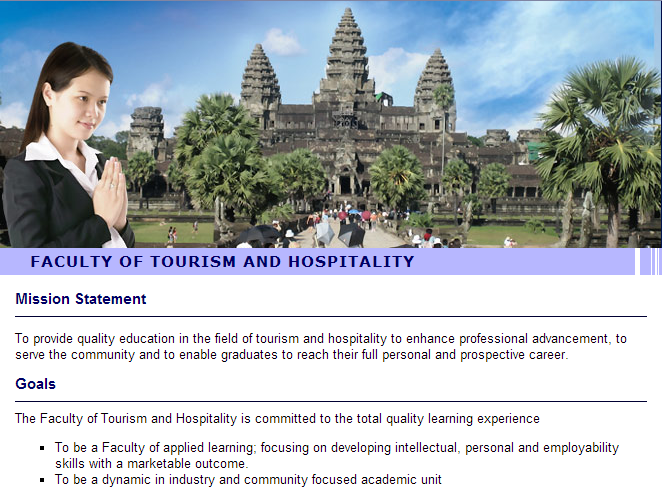 FACULTY OF TOURISM AND HOSPITALITY
Mission Statement
To provide quality education in the field of tourism and hospitality to enhance professional advancement, to
serve the community and to enable graduates to reach their full personal and prospective career.
Goals
The Faculty of Tourism and Hospitality is committed to the total quality learning experience
To be a Faculty of applied learning; focusing on developing intellectual, personal and employability
skills with a marketable outcome.
To be a dynamic in industry and community focused academic unit